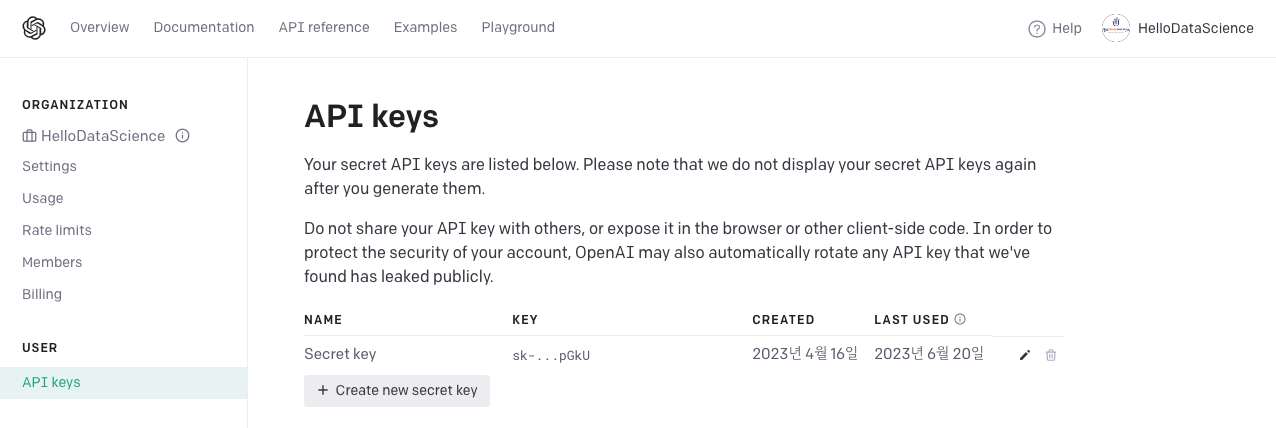 Overview Documentation API reference Examples Playground Help HelloDataScience
ORGANIZATION
HelloDataScience
Settings
Usage
Rate limits
Members
Billing
USER
API keys
API keys
Your secret API keys are listed below. Please note that we do not display your secret API keys again
after you generate them.
Do not share your API key with others, or expose it in the browser or other client-side code. In order to
protect the security of your account, OpenAI may also automatically rotate any API key that we've
found has leaked publicly.
NAME KEY CREATED LAST USED
Secret key sk-...pGkU 2023년 4월 16일 2023년 6월 20일
+ Create new secret key